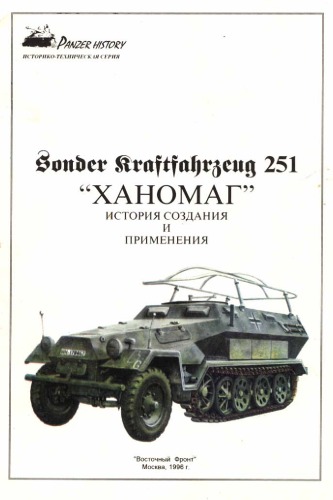 PANZER HISTORY
ИСТОРИКО-ТЕХНИЧЕСКАЯ СЕРИЯ
Sonder Kraftfahrzeug 251
“ХАНОМАГ”
ИСТОРИЯ СОЗДАНИЯ
И
ПРИМЕНЕНИЯ
"Восточный Фронт"
Москва, 1996 г.